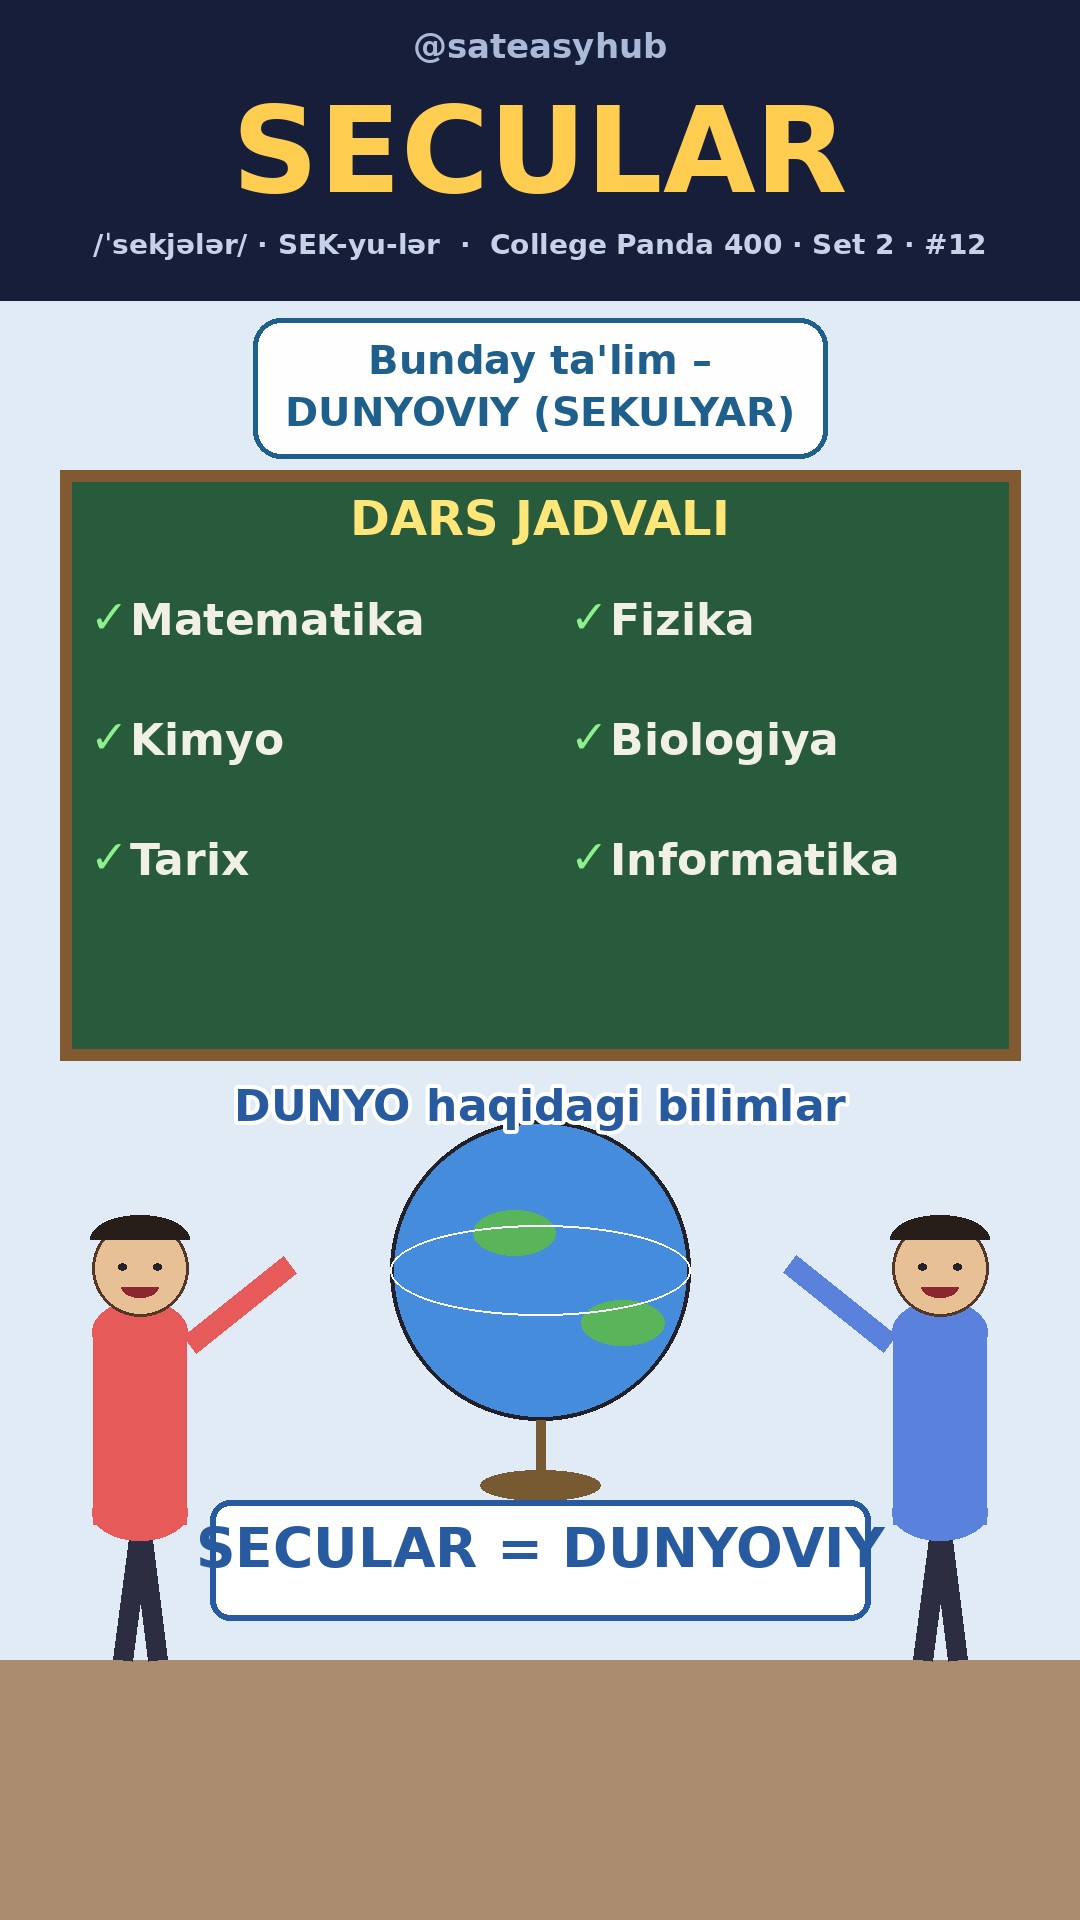 @sateasyhub
SECULAR
/ˈsekjələr/ · SEK-yu-lər · College Panda 400 · Set 2 · #12
Bunday ta'lim –
DUNYOVIY (SEKULYAR)
DARS JADVALI
✓ Matematika ✓ Fizika
✓ Kimyo ✓ Biologiya
✓ Tarix ✓ Informatika
DUNYO haqidagi bilimlar
SECULAR = DUNYOVIY